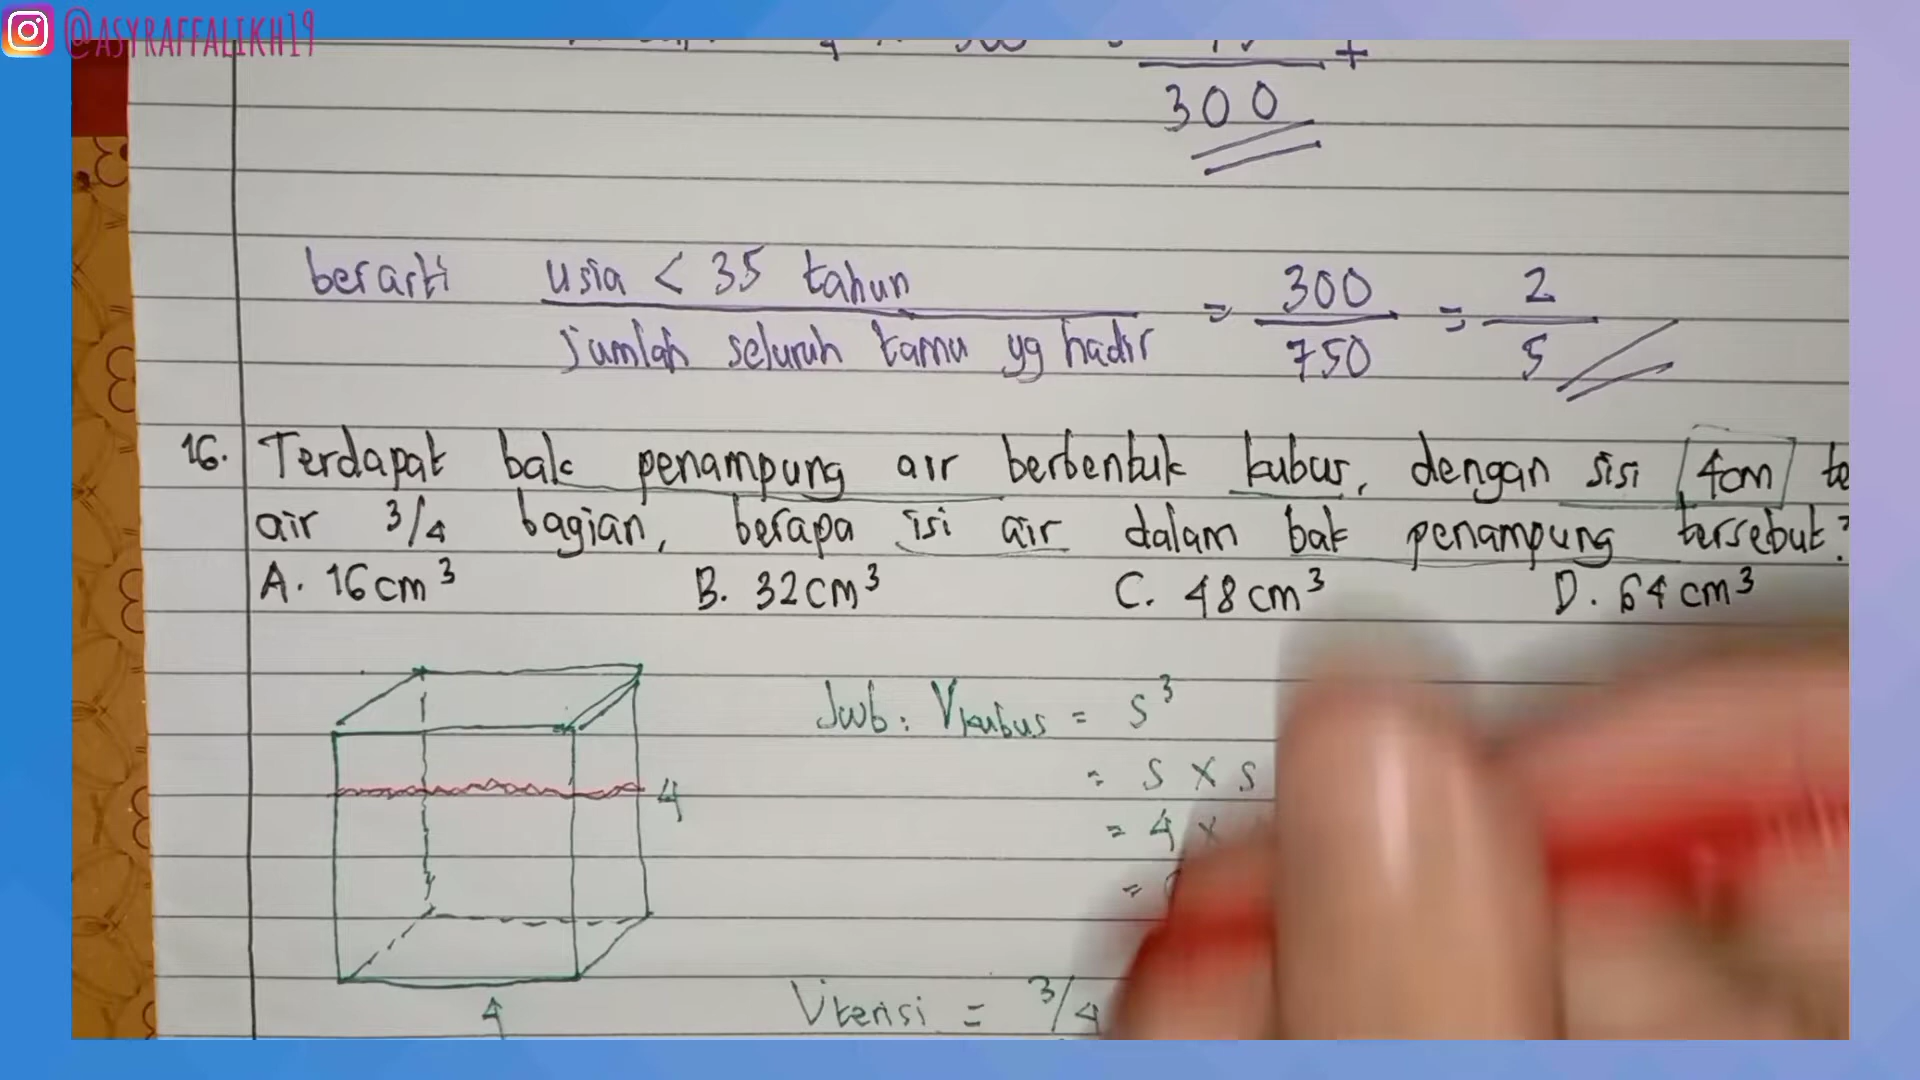 @ASYRAFFALIKH19
+
300
berarti usia < 35 tahun / jumlah seluruh tamu yg hadir = 300 / 750 = 2 / 5
16. Terdapat bak penampung air berbentuk kubus, dengan sisi 4cm te
air 3/4 bagian, berapa isi air dalam bak penampung tersebut?
A. 16cm³ B. 32cm³ C. 48cm³ D. 64cm³
Jwb: Vkubus = s³
= s x s
4
= 4 x
=
4
Vterisi = 3/4